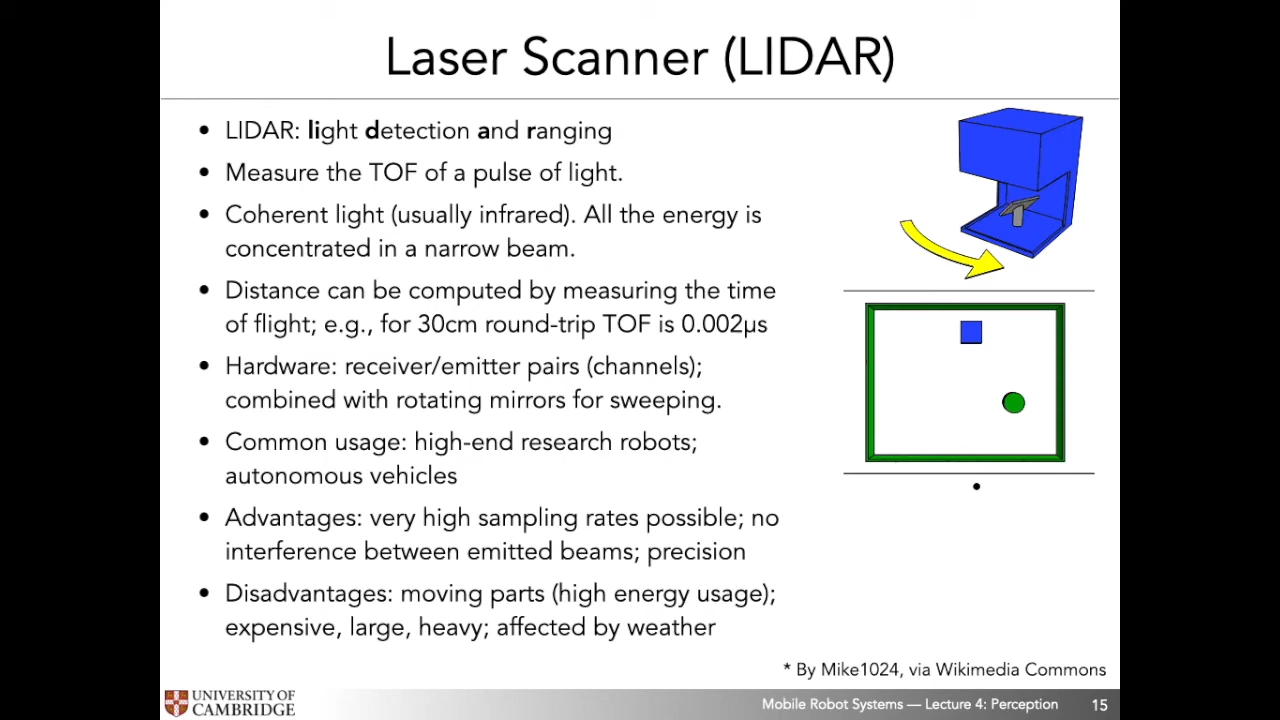 Laser Scanner (LIDAR)
• LIDAR: light detection and ranging
• Measure the TOF of a pulse of light.
• Coherent light (usually infrared). All the energy is
concentrated in a narrow beam.
• Distance can be computed by measuring the time
of flight; e.g., for 30cm round-trip TOF is 0.002µs
• Hardware: receiver/emitter pairs (channels);
combined with rotating mirrors for sweeping.
• Common usage: high-end research robots;
autonomous vehicles
• Advantages: very high sampling rates possible; no
interference between emitted beams; precision
• Disadvantages: moving parts (high energy usage);
expensive, large, heavy; affected by weather
* By Mike1024, via Wikimedia Commons
UNIVERSITY OF
CAMBRIDGE
Mobile Robot Systems — Lecture 4: Perception 15